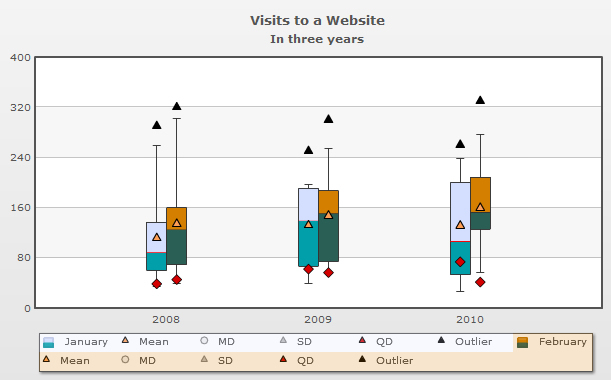 Visits to a Website
In three years
400
320
240
160
80
0
2008 2009 2010
January Mean MD SD QD Outlier February
Mean MD SD QD Outlier